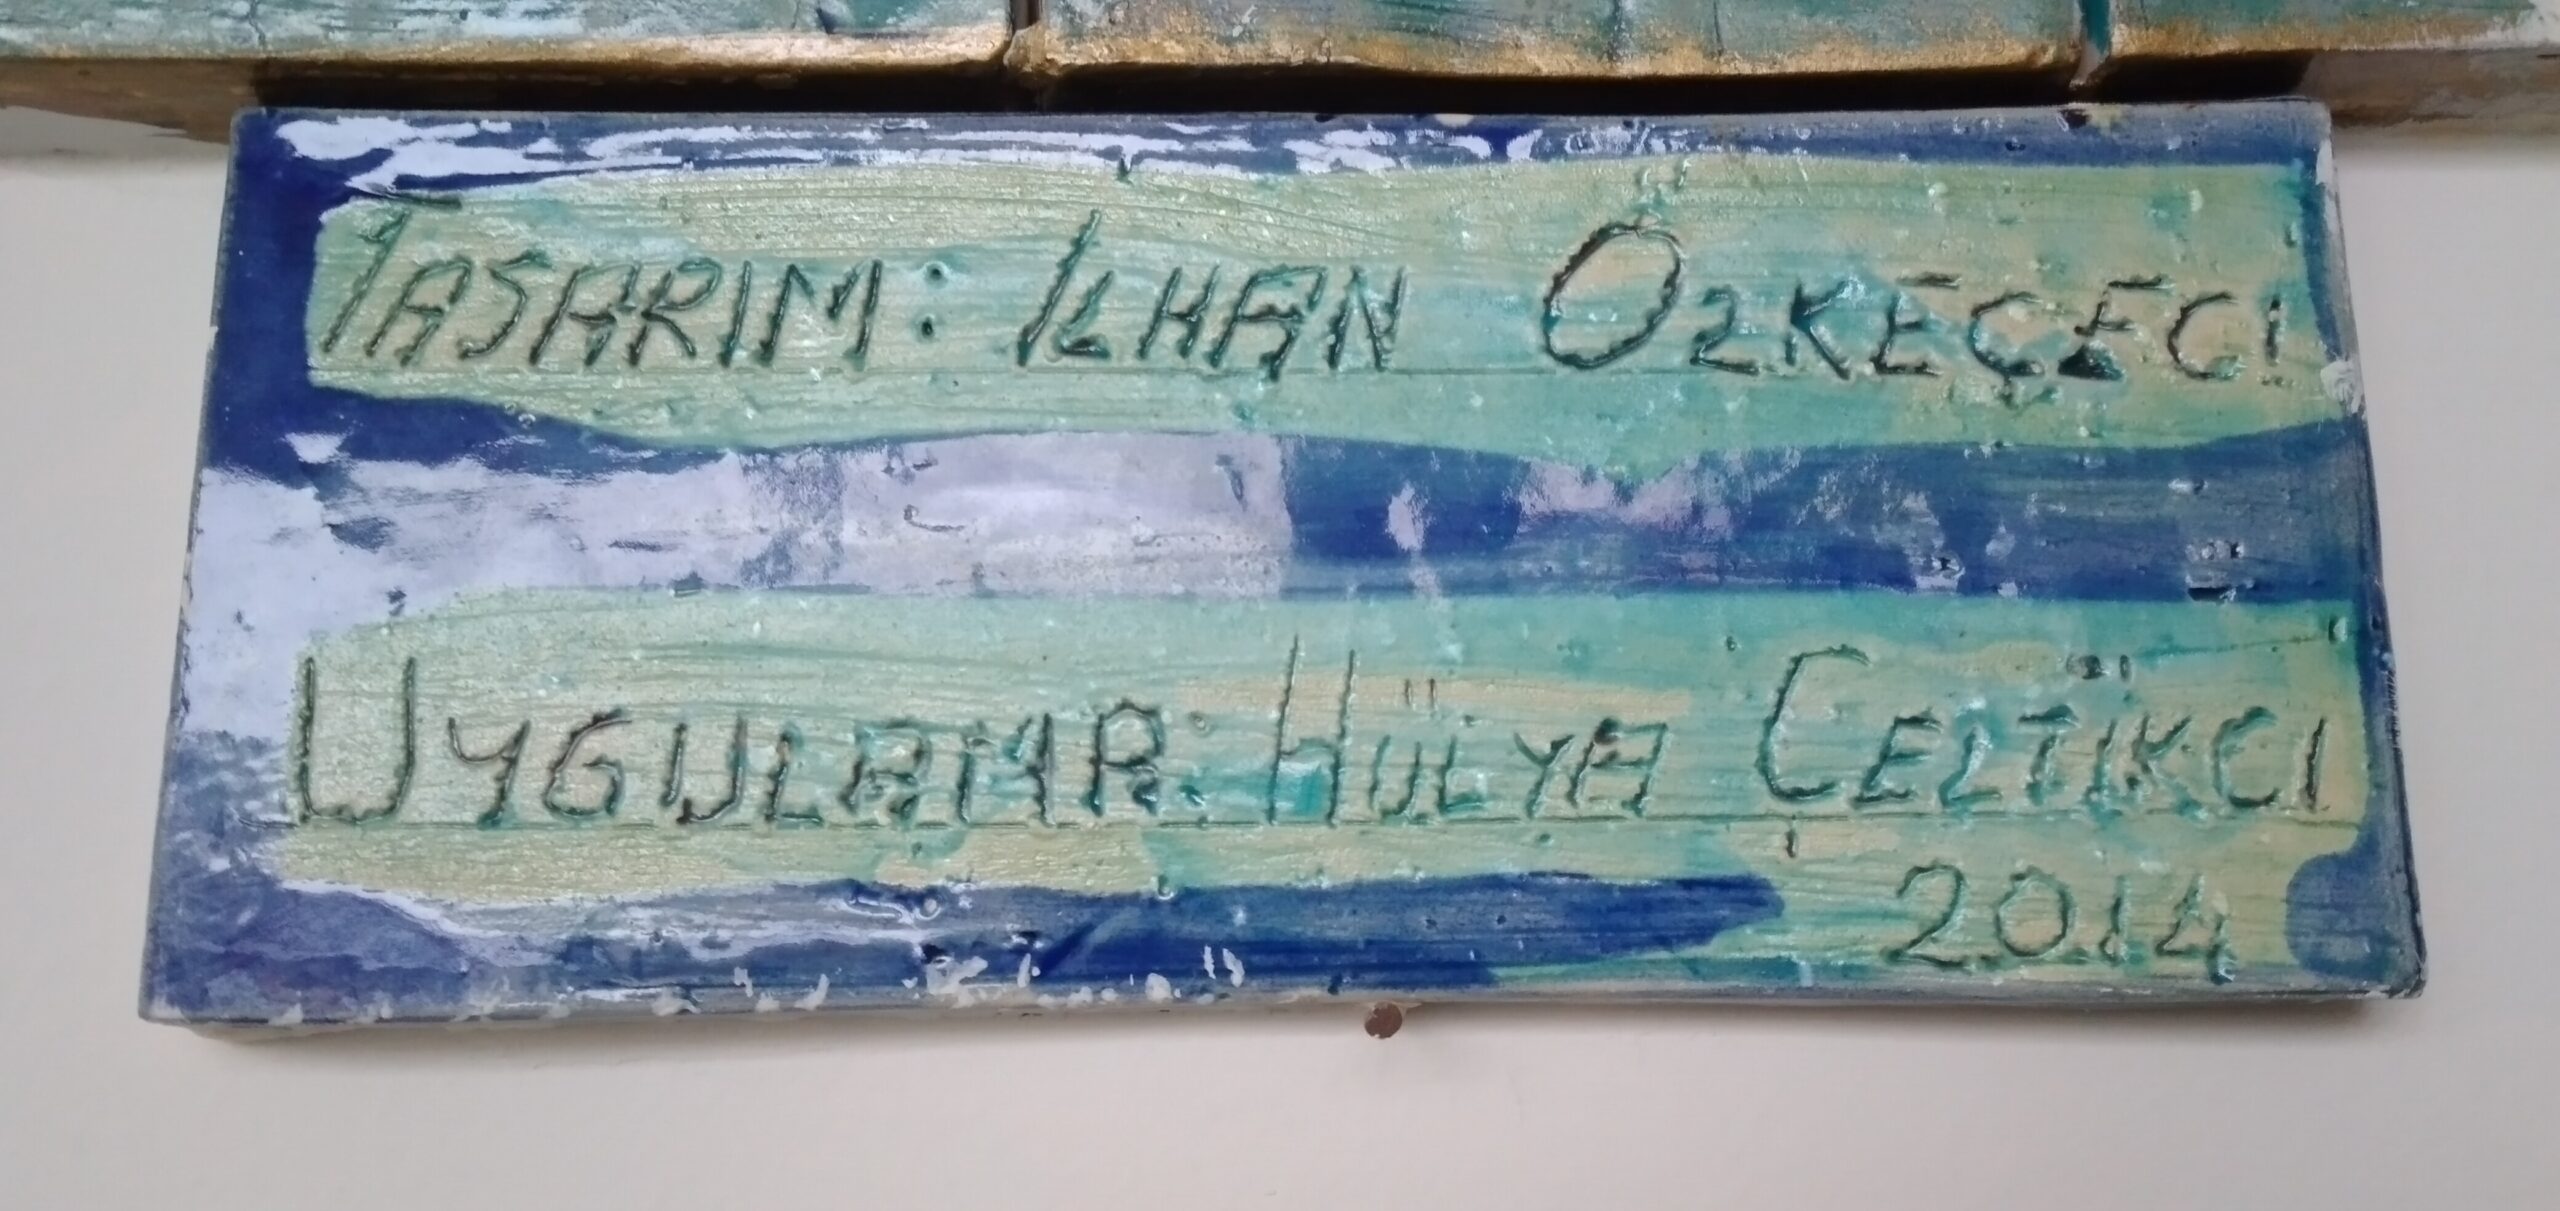 TASARIM: İLHAN ÖZKEÇECİ
UYGULAMA: HÜLYA ÇELTİKCİ
2014